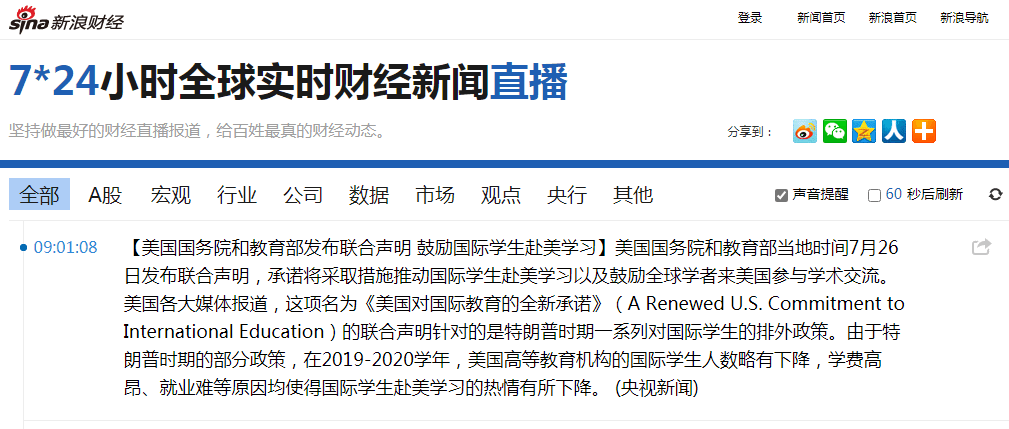 sina 新浪财经
登录 新闻首页 新浪首页 新浪导航
7*24小时全球实时财经新闻直播
坚持做最好的财经直播报道，给百姓最真的财经动态。
分享到：
全部 A股 宏观 行业 公司 数据 市场 观点 央行 其他
声音提醒 60 秒后刷新
09:01:08
【美国国务院和教育部发布联合声明 鼓励国际学生赴美学习】美国国务院和教育部当地时间7月26
日发布联合声明，承诺将采取措施推动国际学生赴美学习以及鼓励全球学者来美国参与学术交流。
美国各大媒体报道，这项名为《美国对国际教育的全新承诺》（A Renewed U.S. Commitment to
International Education）的联合声明针对的是特朗普时期一系列对国际学生的排外政策。由于特
朗普时期的部分政策，在2019-2020学年，美国高等教育机构的国际学生人数略有下降，学费高
昂、就业难等原因均使得国际学生赴美学习的热情有所下降。 (央视新闻)